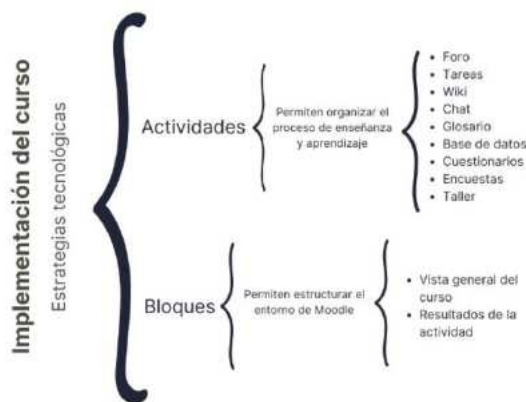 Implementación del curso
Estrategias tecnológicas
Actividades
Permiten organizar el
proceso de enseñanza
y aprendizaje
• Foro
• Tareas
• Wiki
• Chat
• Glosario
• Base de datos
• Cuestionarios
• Encuestas
• Taller
Bloques
Permiten estructurar el
entorno de Moodle
• Vista general del
curso
• Resultados de la
actividad